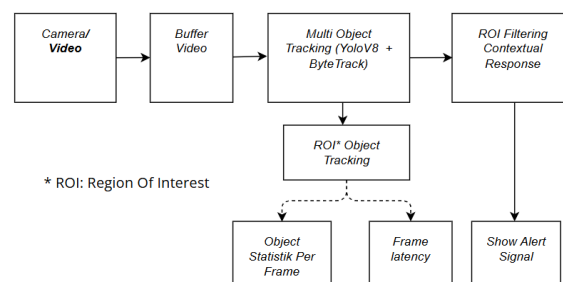 Camera/
Video
Buffer
Video
Multi Object
Tracking (YoloV8 +
ByteTrack)
ROI Filtering
Contextual
Response
ROI* Object
Tracking
* ROI: Region Of Interest
Object
Statistik Per
Frame
Frame
latency
Show Alert
Signal